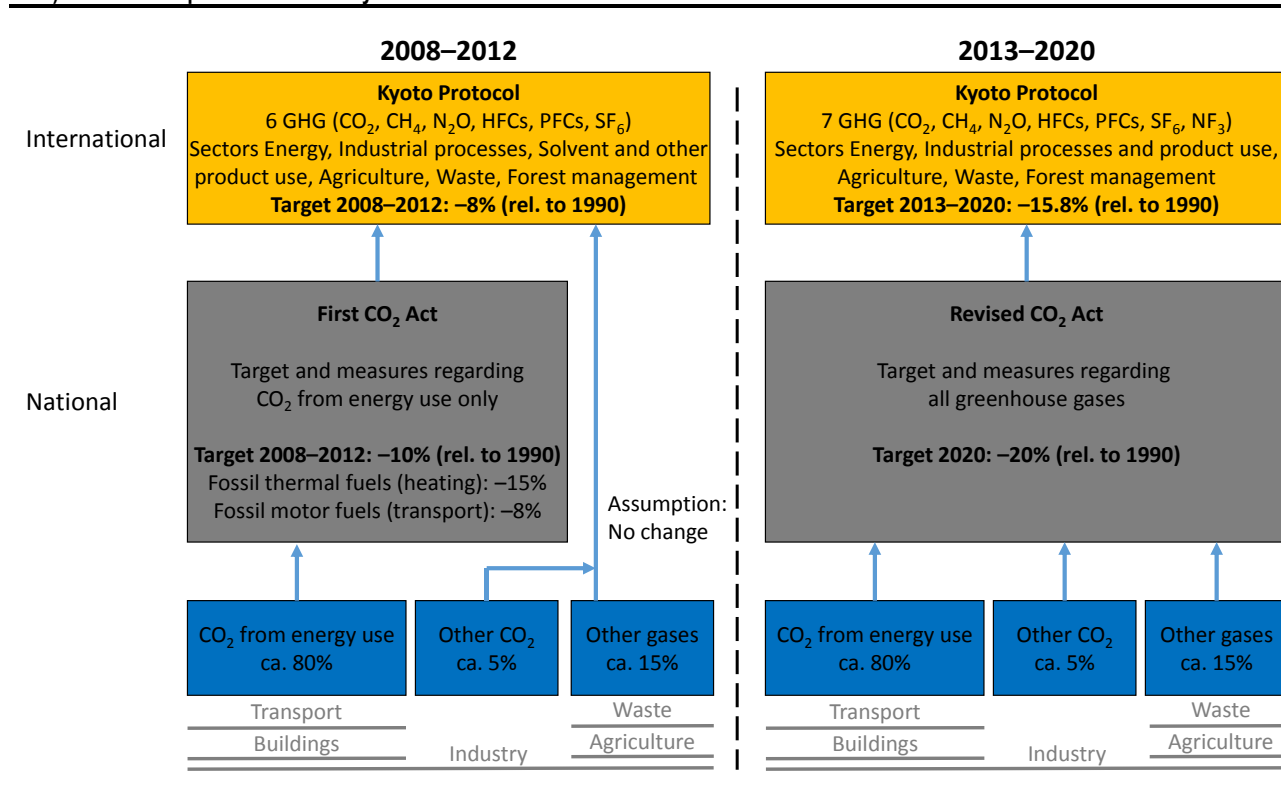 2008–2012
2013–2020
International
National
Kyoto Protocol
6 GHG (CO₂, CH₄, N₂O, HFCs, PFCs, SF₆)
Sectors Energy, Industrial processes, Solvent and other
product use, Agriculture, Waste, Forest management
Target 2008–2012: –8% (rel. to 1990)
First CO₂ Act
Target and measures regarding
CO₂ from energy use only
Target 2008–2012: –10% (rel. to 1990)
Fossil thermal fuels (heating): –15%
Fossil motor fuels (transport): –8%
Assumption:
No change
CO₂ from energy use
ca. 80%
Other CO₂
ca. 5%
Other gases
ca. 15%
Transport
Buildings
Industry
Waste
Agriculture
Kyoto Protocol
7 GHG (CO₂, CH₄, N₂O, HFCs, PFCs, SF₆, NF₃)
Sectors Energy, Industrial processes and product use,
Agriculture, Waste, Forest management
Target 2013–2020: –15.8% (rel. to 1990)
Revised CO₂ Act
Target and measures regarding
all greenhouse gases
Target 2020: –20% (rel. to 1990)
CO₂ from energy use
ca. 80%
Other CO₂
ca. 5%
Other gases
ca. 15%
Transport
Buildings
Industry
Waste
Agriculture